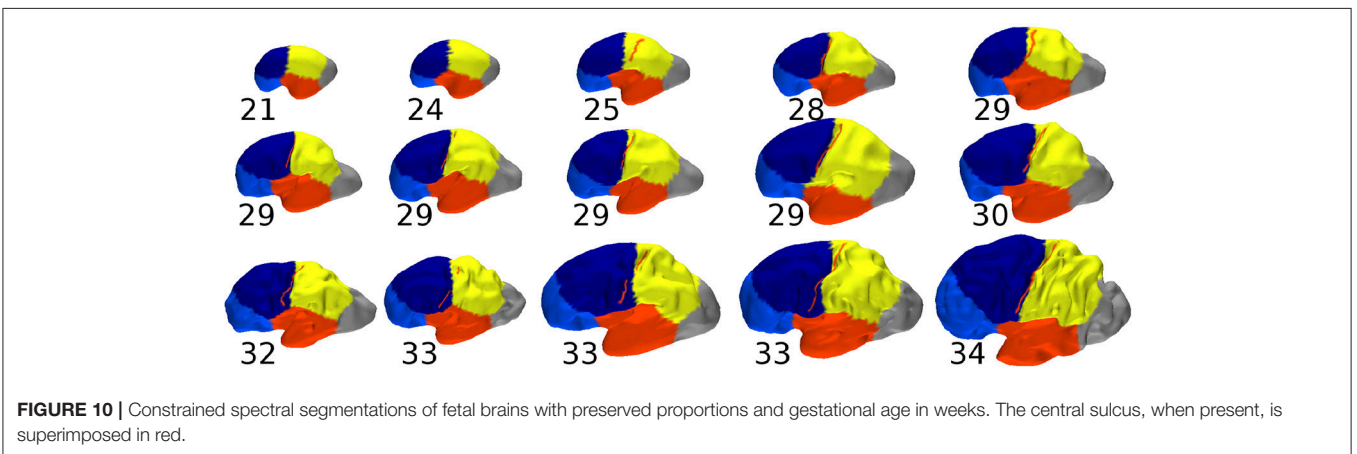 21 24 25 28 29
29 29 29 29 30
32 33 33 33 34
FIGURE 10 | Constrained spectral segmentations of fetal brains with preserved proportions and gestational age in weeks. The central sulcus, when present, is
superimposed in red.